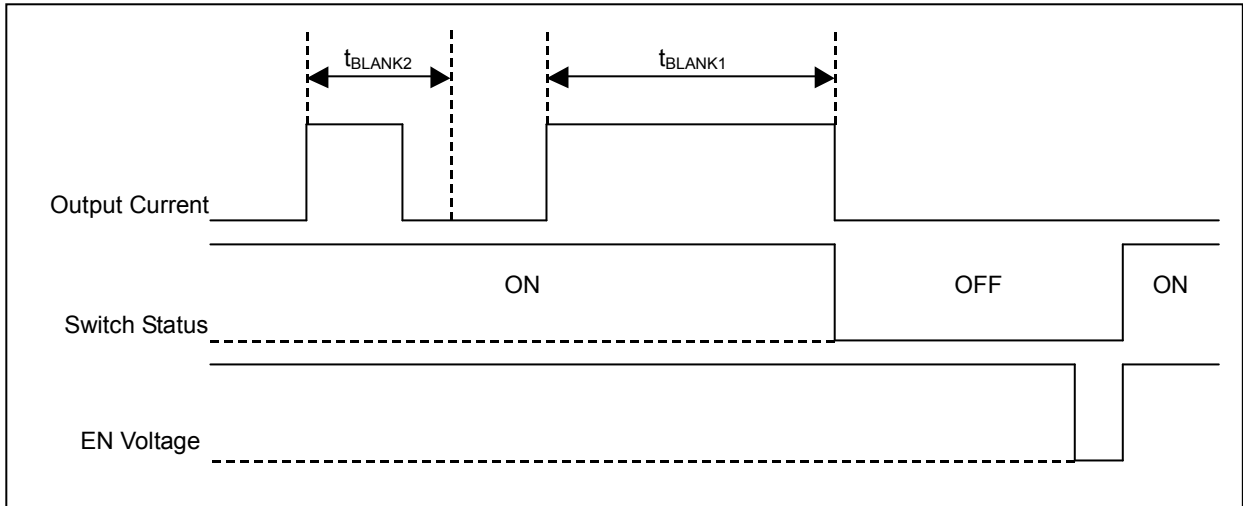 tBLANK2
tBLANK1
Output Current
ON
OFF
ON
Switch Status
EN Voltage